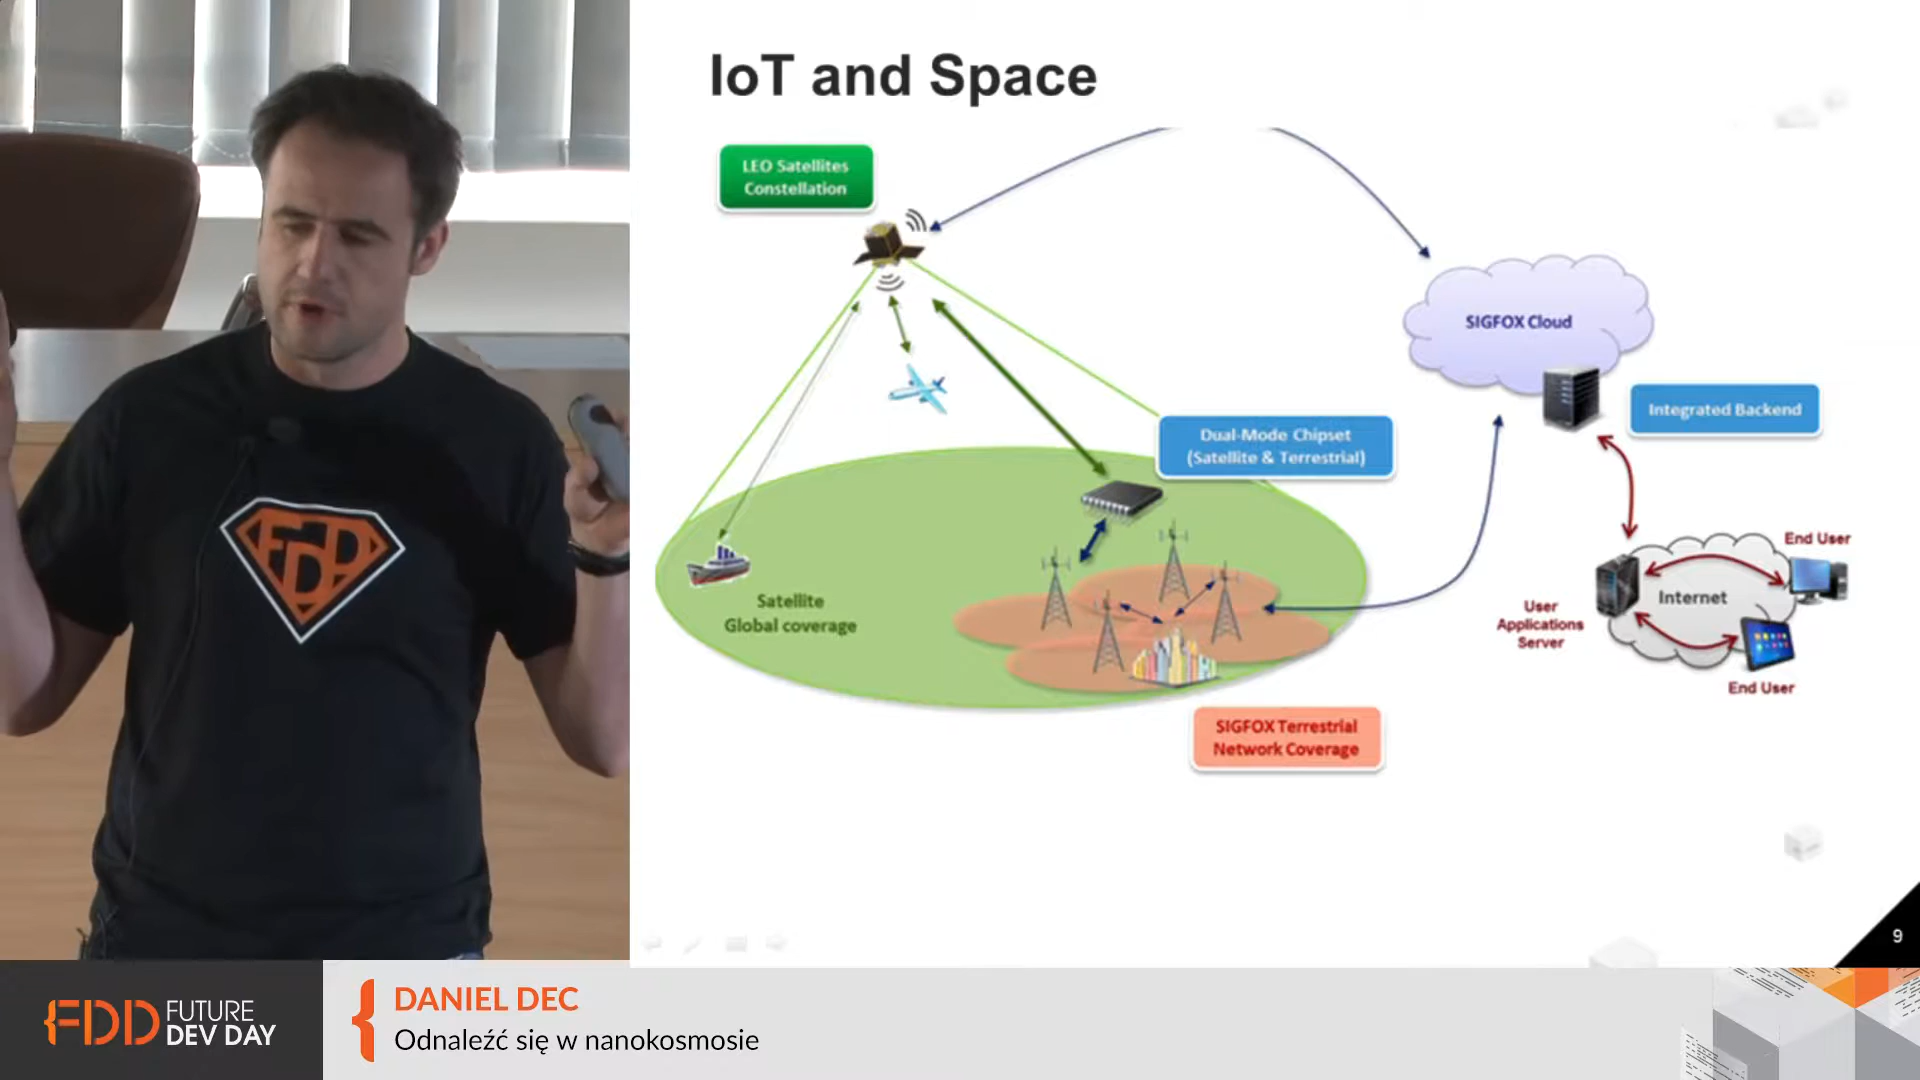 IoT and Space
LEO Satellites
Constellation
SIGFOX Cloud
Integrated Backend
Dual-Mode Chipset
(Satellite & Terrestrial)
End User
Satellite
Global coverage
Internet
User
Applications
Server
End User
SIGFOX Terrestrial
Network Coverage
9
FDD
FDD FUTURE
DEV DAY
DANIEL DEC
Odnaleźć się w nanokosmosie